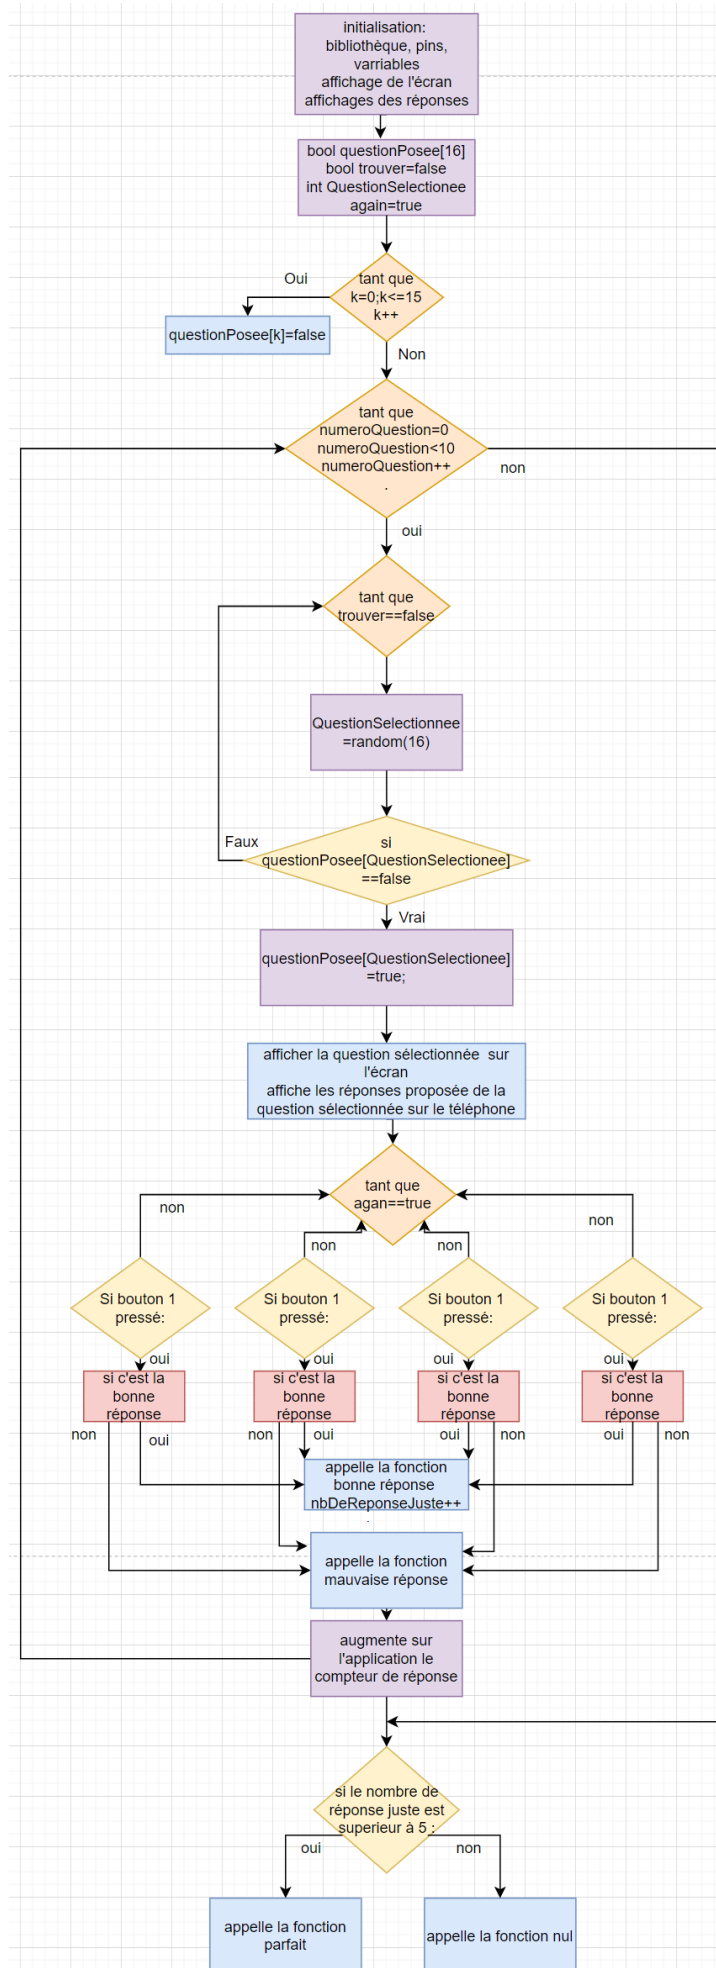 initialisation:
bibliothèque, pins,
varriables
affichage de l'écran
affichages des réponses
bool questionPosee[16]
bool trouver=false
int QuestionSelectionee
again=true
Oui
tant que
k=0;k<=15
k++
questionPosee[k]=false
Non
tant que
numeroQuestion=0
numeroQuestion<10
numeroQuestion++
.
non
oui
tant que
trouver==false
QuestionSelectionnee
=random(16)
Faux
si
questionPosee[QuestionSelectionee]
==false
Vrai
questionPosee[QuestionSelectionee]
=true;
afficher la question sélectionnée sur
l'écran
affiche les réponses proposée de la
question sélectionnée sur le téléphone
tant que
agan==true
non
non
non
non
Si bouton 1
pressé:
Si bouton 1
pressé:
Si bouton 1
pressé:
Si bouton 1
pressé:
oui
oui
oui
oui
si c'est la
bonne
réponse
si c'est la
bonne
réponse
si c'est la
bonne
réponse
si c'est la
bonne
réponse
non
oui
non
oui
oui
non
oui
non
appelle la fonction
bonne réponse
nbDeReponseJuste++
.
appelle la fonction
mauvaise réponse
augmente sur
l'application le
compteur de réponse
si le nombre de
réponse juste est
superieur à 5 :
oui
non
appelle la fonction
parfait
appelle la fonction nul